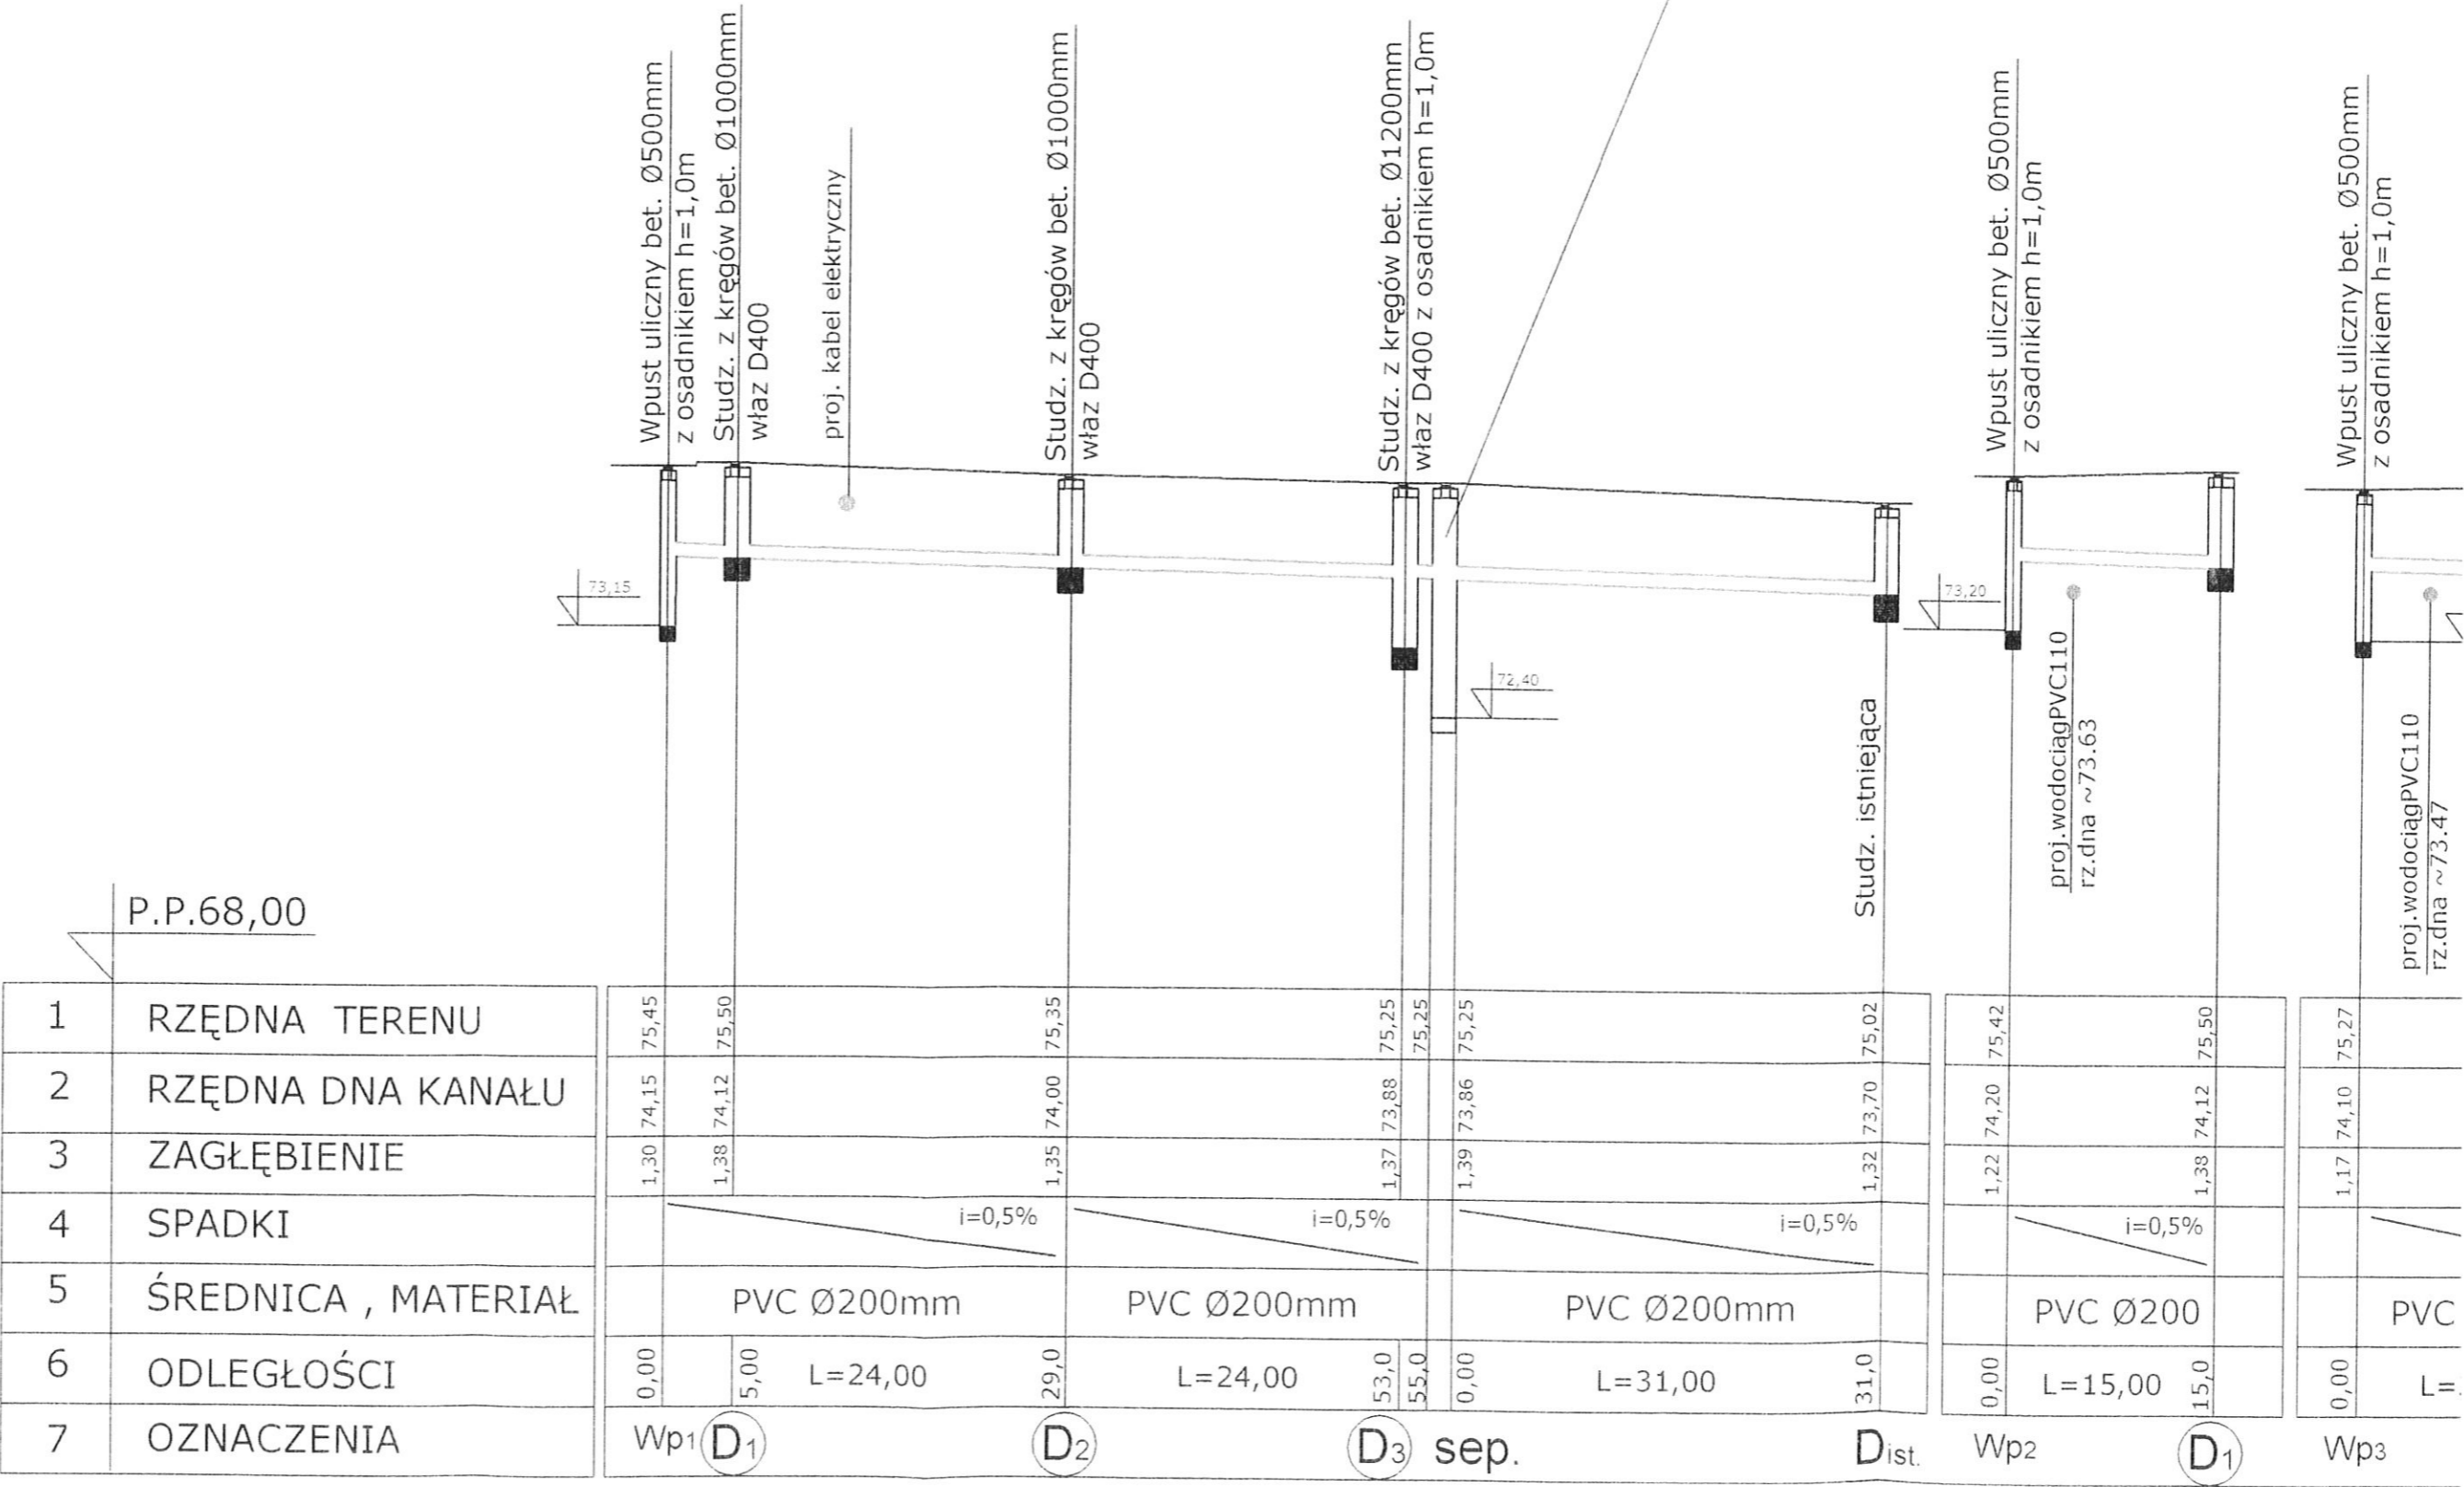 Wpust uliczny bet. Ø500mm
z osadnikiem h=1,0m
Studz. z kręgów bet. Ø1000mm
właz D400
proj. kabel elektryczny
Studz. z kręgów bet. Ø1000mm
właz D400
Studz. z kręgów bet. Ø1200mm
właz D400 z osadnikiem h=1,0m
Wpust uliczny bet. Ø500mm
z osadnikiem h=1,0m
Wpust uliczny bet. Ø500mm
z osadnikiem h=1,0m
73,15
72,40
73,20
Studz. istniejąca
proj.wodociągPVC110
rz.dna ~73.63
proj.wodociągPVC110
rz.dna ~73.47
P.P.68,00
1 RZĘDNA TERENU 75,45 75,50 75,35 75,25 75,25 75,25 75,02 75,42 75,50 75,27
2 RZĘDNA DNA KANAŁU 74,15 74,12 74,00 73,88 73,86 73,70 74,20 74,12 74,10
3 ZAGŁĘBIENIE 1,30 1,38 1,35 1,37 1,39 1,32 1,22 1,38 1,17
4 SPADKI i=0,5% i=0,5% i=0,5% i=0,5%
5 ŚREDNICA , MATERIAŁ PVC Ø200mm PVC Ø200mm PVC Ø200mm PVC Ø200 PVC
6 ODLEGŁOŚCI 0,00 5,00 L=24,00 29,0 L=24,00 53,0 55,0 0,00 L=31,00 31,0 0,00 L=15,00 15,0 0,00 L=
7 OZNACZENIA Wp1 D1 D2 D3 sep. Dist. Wp2 D1 Wp3